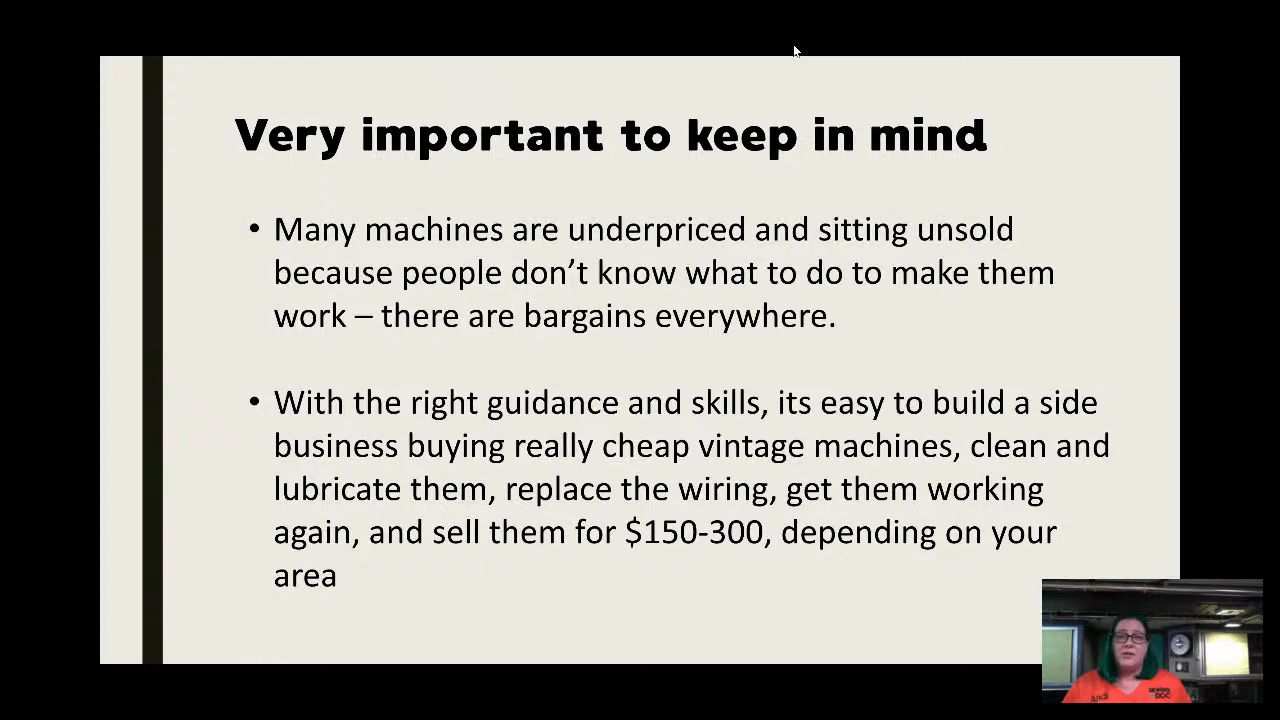 Very important to keep in mind
• Many machines are underpriced and sitting unsold
because people don’t know what to do to make them
work – there are bargains everywhere.
• With the right guidance and skills, its easy to build a side
business buying really cheap vintage machines, clean and
lubricate them, replace the wiring, get them working
again, and sell them for $150-300, depending on your
area
Andi
SEWING
DOC